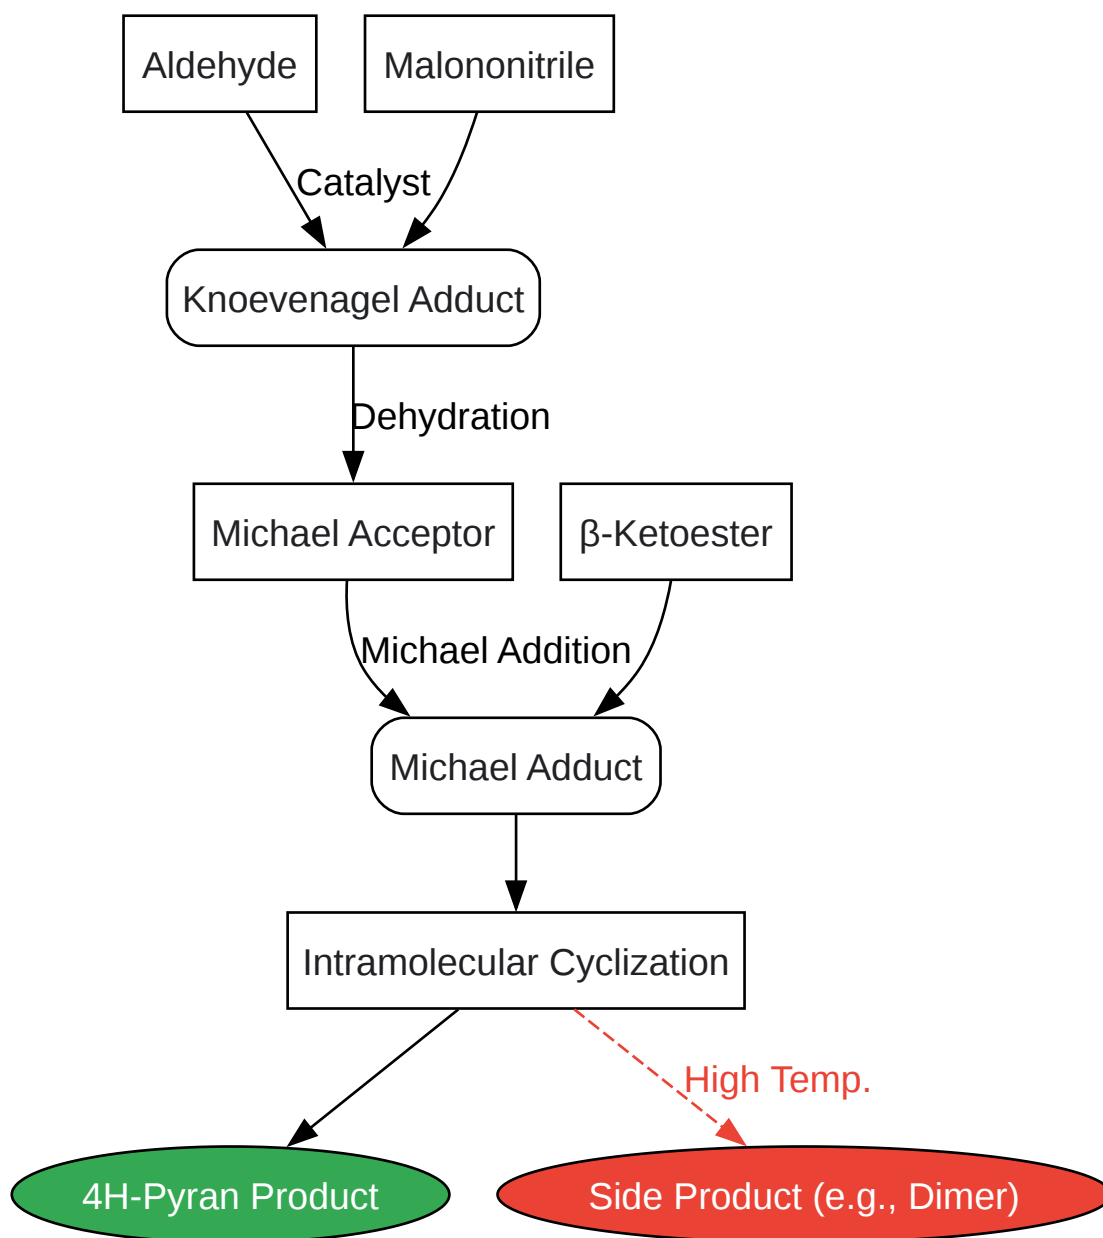 Aldehyde
Malononitrile
Catalyst
Knoevenagel Adduct
Dehydration
Michael Acceptor
β-Ketoester
Michael Addition
Michael Adduct
Intramolecular Cyclization
High Temp.
4H-Pyran Product
Side Product (e.g., Dimer)